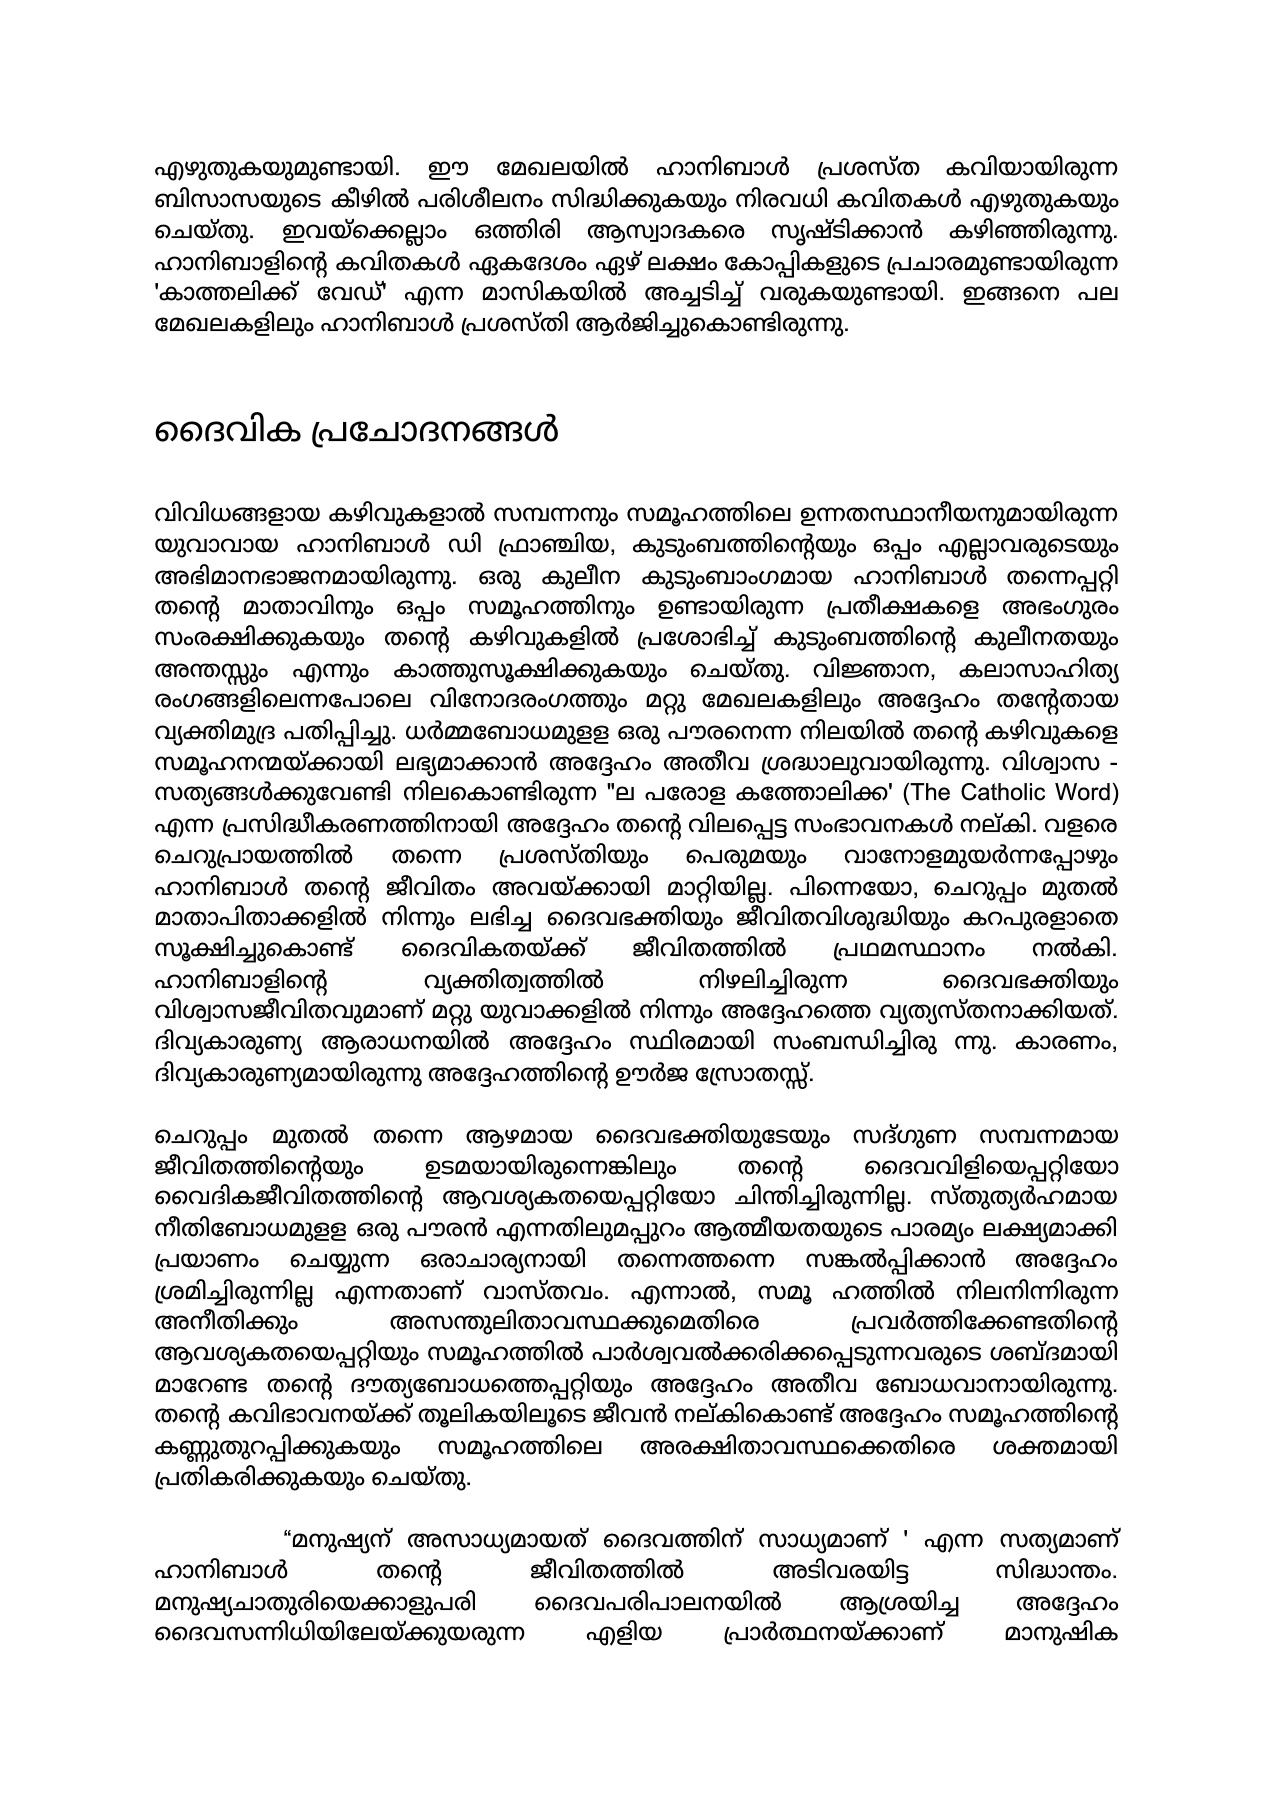 എഴുതുകയുമുണ്ടായി. ഈ മേഖലയിൽ ഹാനിബാൾ പ്രശസ്ത കവിയായിരുന്ന
ബിസാസയുടെ കീഴിൽ പരിശീലനം സിദ്ധിക്കുകയും നിരവധി കവിതകൾ എഴുതുകയും
ചെയ്തു. ഇവയ്ക്കെല്ലാം ഒത്തിരി ആസ്വാദകരെ സൃഷ്ടിക്കാൻ കഴിഞ്ഞിരുന്നു.
ഹാനിബാളിന്റെ കവിതകൾ ഏകദേശം ഏഴ് ലക്ഷം കോപ്പികളുടെ പ്രചാരമുണ്ടായിരുന്ന
'കാത്തലിക്ക് വേഡ്' എന്ന മാസികയിൽ അച്ചടിച്ച് വരുകയുണ്ടായി. ഇങ്ങനെ പല
മേഖലകളിലും ഹാനിബാൾ പ്രശസ്തി ആർജിച്ചുകൊണ്ടിരുന്നു.
ദൈവിക പ്രചോദനങ്ങൾ
വിവിധങ്ങളായ കഴിവുകളാൽ സമ്പന്നനും സമൂഹത്തിലെ ഉന്നതസ്ഥാനീയനുമായിരുന്ന
യുവാവായ ഹാനിബാൾ ഡി ഫ്രാഞ്ചിയ, കുടുംബത്തിന്റെയും ഒപ്പം എല്ലാവരുടെയും
അഭിമാനഭാജനമായിരുന്നു. ഒരു കുലീന കുടുംബാംഗമായ ഹാനിബാൾ തന്നെപ്പറ്റി
തന്റെ മാതാവിനും ഒപ്പം സമൂഹത്തിനും ഉണ്ടായിരുന്ന പ്രതീക്ഷകളെ അഭംഗുരം
സംരക്ഷിക്കുകയും തന്റെ കഴിവുകളിൽ പ്രശോഭിച്ച് കുടുംബത്തിന്റെ കുലീനതയും
അന്തസ്സും എന്നും കാത്തുസൂക്ഷിക്കുകയും ചെയ്തു. വിജ്ഞാന, കലാസാഹിത്യ
രംഗങ്ങളിലെന്നപോലെ വിനോദരംഗത്തും മറ്റു മേഖലകളിലും അദ്ദേഹം തന്റേതായ
വ്യക്തിമുദ്ര പതിപ്പിച്ചു. ധർമ്മബോധമുളള ഒരു പൗരനെന്ന നിലയിൽ തന്റെ കഴിവുകളെ
സമൂഹനന്മയ്ക്കായി ലഭ്യമാക്കാൻ അദ്ദേഹം അതീവ ശ്രദ്ധാലുവായിരുന്നു. വിശ്വാസ -
സത്യങ്ങൾക്കുവേണ്ടി നിലകൊണ്ടിരുന്ന "ല പരോള കത്തോലിക്ക' (The Catholic Word)
എന്ന പ്രസിദ്ധീകരണത്തിനായി അദ്ദേഹം തന്റെ വിലപ്പെട്ട സംഭാവനകൾ നല്കി. വളരെ
ചെറുപ്രായത്തിൽ തന്നെ പ്രശസ്തിയും പെരുമയും വാനോളമുയർന്നപ്പോഴും
ഹാനിബാൾ തന്റെ ജീവിതം അവയ്ക്കായി മാറ്റിയില്ല. പിന്നെയോ, ചെറുപ്പം മുതൽ
മാതാപിതാക്കളിൽ നിന്നും ലഭിച്ച ദൈവഭക്തിയും ജീവിതവിശുദ്ധിയും കറപുരളാതെ
സൂക്ഷിച്ചുകൊണ്ട് ദൈവികതയ്ക്ക് ജീവിതത്തിൽ പ്രഥമസ്ഥാനം നൽകി.
ഹാനിബാളിന്റെ വ്യക്തിത്വത്തിൽ നിഴലിച്ചിരുന്ന ദൈവഭക്തിയും
വിശ്വാസജീവിതവുമാണ് മറ്റു യുവാക്കളിൽ നിന്നും അദ്ദേഹത്തെ വ്യത്യസ്തനാക്കിയത്.
ദിവ്യകാരുണ്യ ആരാധനയിൽ അദ്ദേഹം സ്ഥിരമായി സംബന്ധിച്ചിരു ന്നു. കാരണം,
ദിവ്യകാരുണ്യമായിരുന്നു അദ്ദേഹത്തിന്റെ ഊർജ സ്രോതസ്സ്.
ചെറുപ്പം മുതൽ തന്നെ ആഴമായ ദൈവഭക്തിയുടേയും സദ്ഗുണ സമ്പന്നമായ
ജീവിതത്തിന്റെയും ഉടമയായിരുന്നെങ്കിലും തന്റെ ദൈവവിളിയെപ്പറ്റിയോ
വൈദികജീവിതത്തിന്റെ ആവശ്യകതയെപ്പറ്റിയോ ചിന്തിച്ചിരുന്നില്ല. സ്തുത്യർഹമായ
നീതിബോധമുളള ഒരു പൗരൻ എന്നതിലുമപ്പുറം ആത്മീയതയുടെ പാരമ്യം ലക്ഷ്യമാക്കി
പ്രയാണം ചെയ്യുന്ന ഒരാചാര്യനായി തന്നെത്തന്നെ സങ്കൽപ്പിക്കാൻ അദ്ദേഹം
ശ്രമിച്ചിരുന്നില്ല എന്നതാണ് വാസ്തവം. എന്നാൽ, സമൂ ഹത്തിൽ നിലനിന്നിരുന്ന
അനീതിക്കും അസന്തുലിതാവസ്ഥക്കുമെതിരെ പ്രവർത്തിക്കേണ്ടതിന്റെ
ആവശ്യകതയെപ്പറ്റിയും സമൂഹത്തിൽ പാർശ്വവൽക്കരിക്കപ്പെടുന്നവരുടെ ശബ്ദമായി
മാറേണ്ട തന്റെ ദൗത്യബോധത്തെപ്പറ്റിയും അദ്ദേഹം അതീവ ബോധവാനായിരുന്നു.
തന്റെ കവിഭാവനയ്ക്ക് തൂലികയിലൂടെ ജീവൻ നല്കികൊണ്ട് അദ്ദേഹം സമൂഹത്തിന്റെ
കണ്ണുതുറപ്പിക്കുകയും സമൂഹത്തിലെ അരക്ഷിതാവസ്ഥക്കെതിരെ ശക്തമായി
പ്രതികരിക്കുകയും ചെയ്തു.
“മനുഷ്യന് അസാധ്യമായത് ദൈവത്തിന് സാധ്യമാണ് ' എന്ന സത്യമാണ്
ഹാനിബാൾ തന്റെ ജീവിതത്തിൽ അടിവരയിട്ട സിദ്ധാന്തം.
മനുഷ്യചാതുരിയെക്കാളുപരി ദൈവപരിപാലനയിൽ ആശ്രയിച്ച അദ്ദേഹം
ദൈവസന്നിധിയിലേയ്ക്കുയരുന്ന എളിയ പ്രാർത്ഥനയ്ക്കാണ് മാനുഷിക